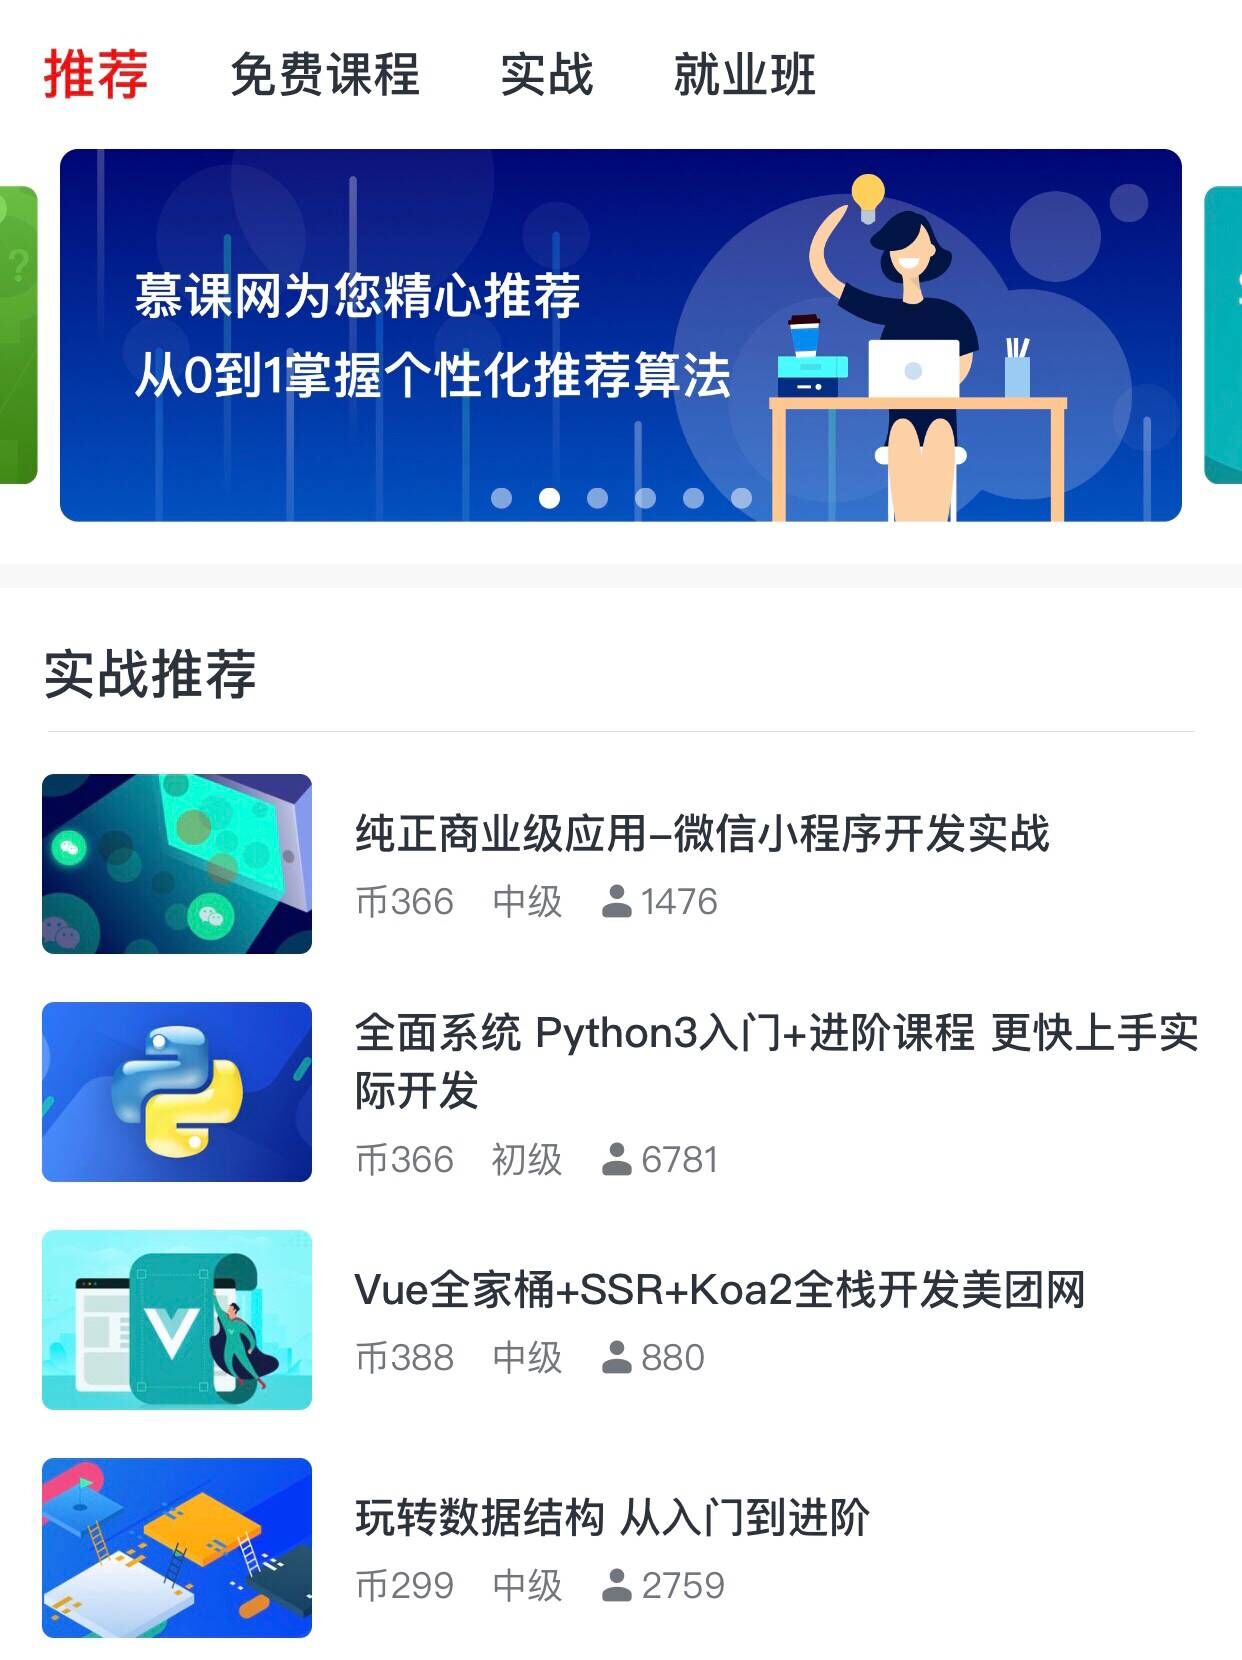 推荐 免费课程 实战 就业班
慕课网为您精心推荐
从0到1掌握个性化推荐算法
实战推荐
纯正商业级应用-微信小程序开发实战
币366 中级 1476
全面系统 Python3入门+进阶课程 更快上手实
际开发
币366 初级 6781
Vue全家桶+SSR+Koa2全栈开发美团网
币388 中级 880
玩转数据结构 从入门到进阶
币299 中级 2759